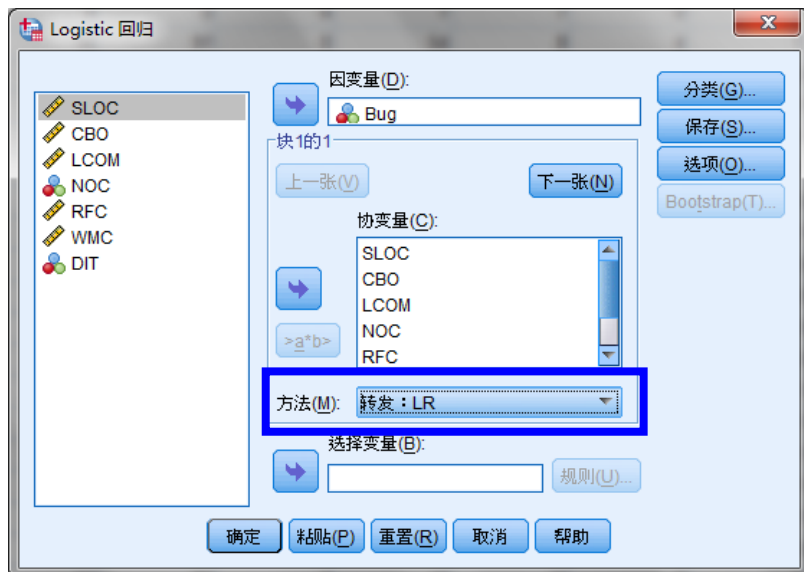 Logistic 回归
SLOC
CBO
LCOM
NOC
RFC
WMC
DIT
因变量(D):
Bug
块1的1
上一张(V)
下一张(N)
协变量(C):
SLOC
CBO
LCOM
NOC
RFC
>a*b>
方法(M):
转发：LR
选择变量(B):
规则(U)...
分类(G)...
保存(S)...
选项(O)...
Bootstrap(T)...
确定
粘贴(P)
重置(R)
取消
帮助